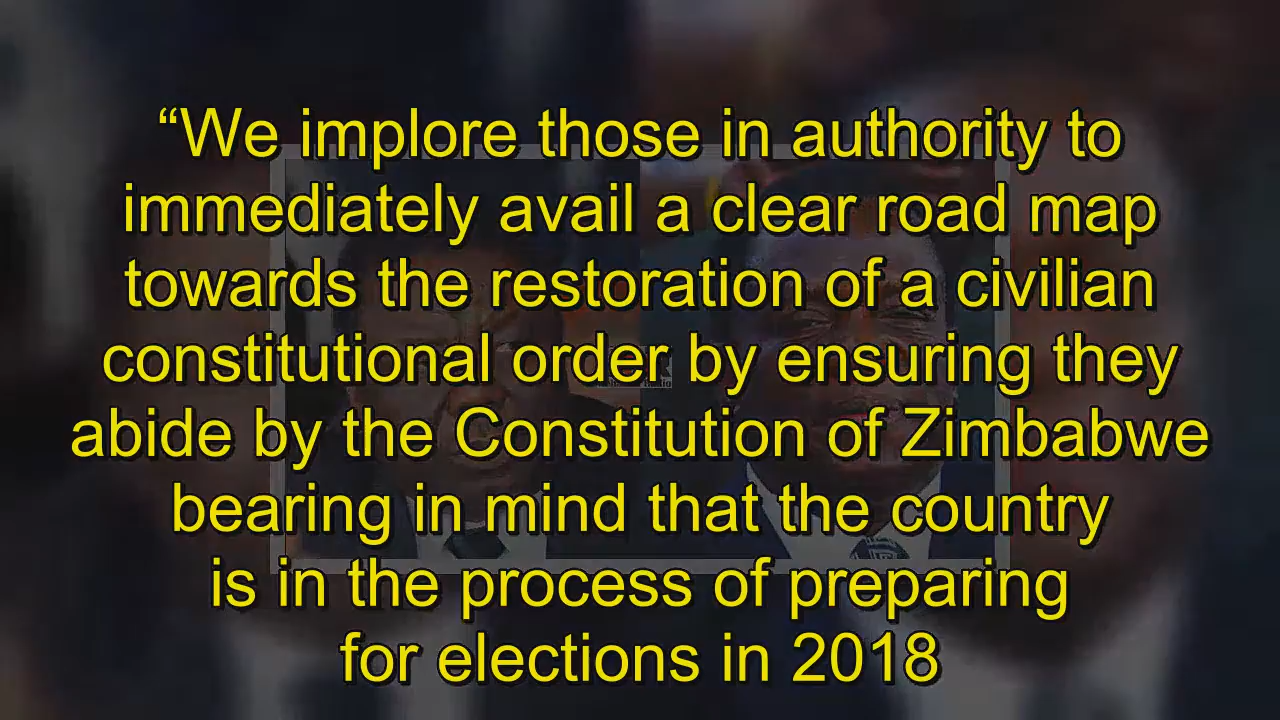 “We implore those in authority to
immediately avail a clear road map
towards the restoration of a civilian
constitutional order by ensuring they
abide by the Constitution of Zimbabwe
bearing in mind that the country
is in the process of preparing
for elections in 2018